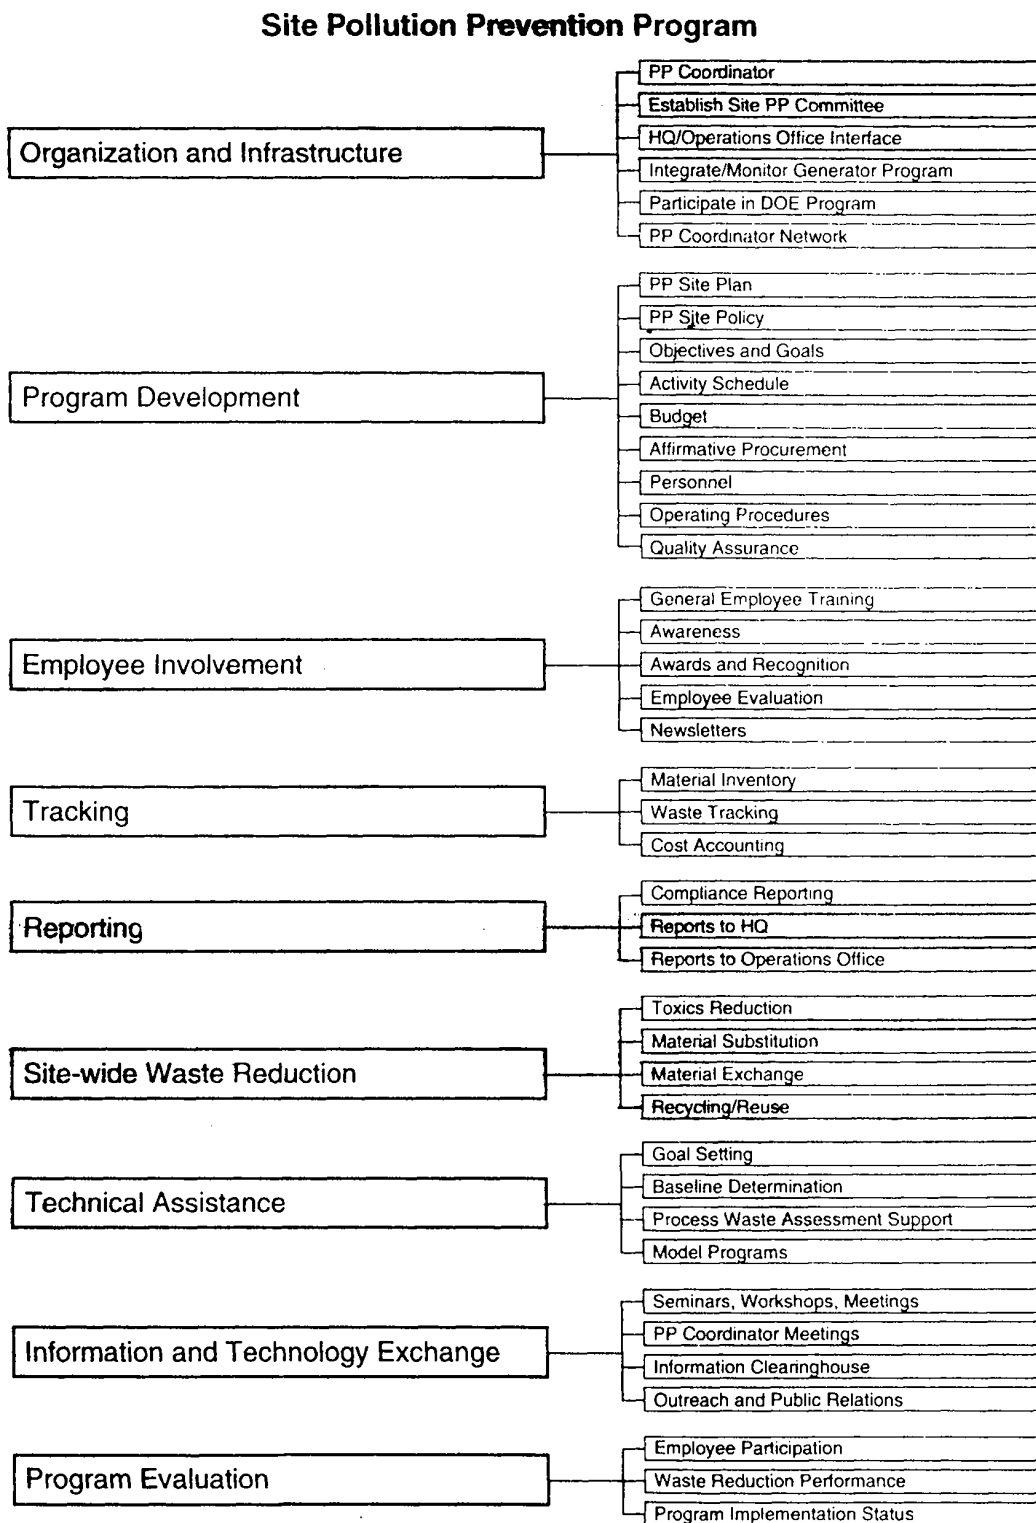 Site Pollution Prevention Program
Organization and Infrastructure
PP Coordinator
Establish Site PP Committee
HQ/Operations Office Interface
Integrate/Monitor Generator Program
Participate in DOE Program
PP Coordinator Network
Program Development
PP Site Plan
PP Site Policy
Objectives and Goals
Activity Schedule
Budget
Affirmative Procurement
Personnel
Operating Procedures
Quality Assurance
Employee Involvement
General Employee Training
Awareness
Awards and Recognition
Employee Evaluation
Newsletters
Tracking
Material Inventory
Waste Tracking
Cost Accounting
Reporting
Compliance Reporting
Reports to HQ
Reports to Operations Office
Site-wide Waste Reduction
Toxics Reduction
Material Substitution
Material Exchange
Recycling/Reuse
Technical Assistance
Goal Setting
Baseline Determination
Process Waste Assessment Support
Model Programs
Information and Technology Exchange
Seminars, Workshops, Meetings
PP Coordinator Meetings
Information Clearinghouse
Outreach and Public Relations
Program Evaluation
Employee Participation
Waste Reduction Performance
Program Implementation Status